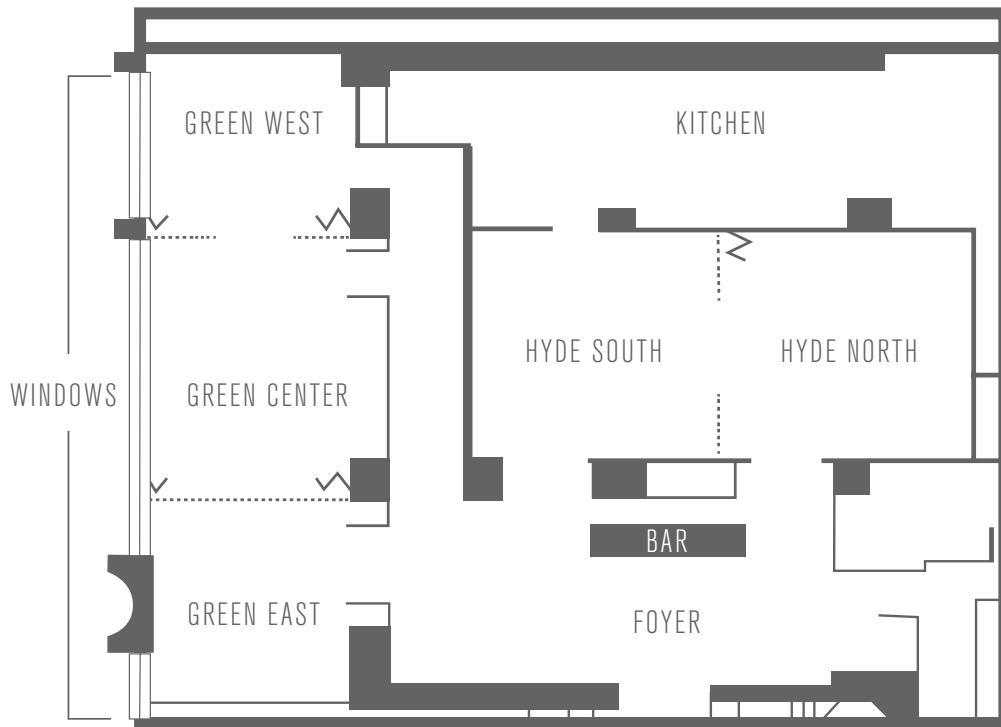 GREEN WEST
KITCHEN
HYDE SOUTH
HYDE NORTH
WINDOWS
GREEN CENTER
BAR
GREEN EAST
FOYER